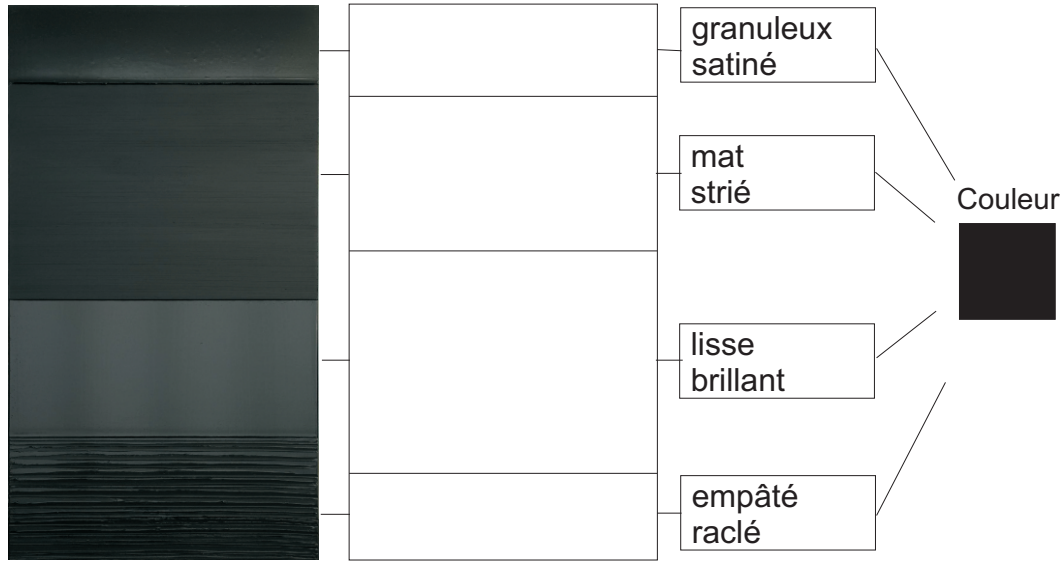 granuleux
satiné
mat
strié
Couleur
lisse
brillant
empâté
raclé